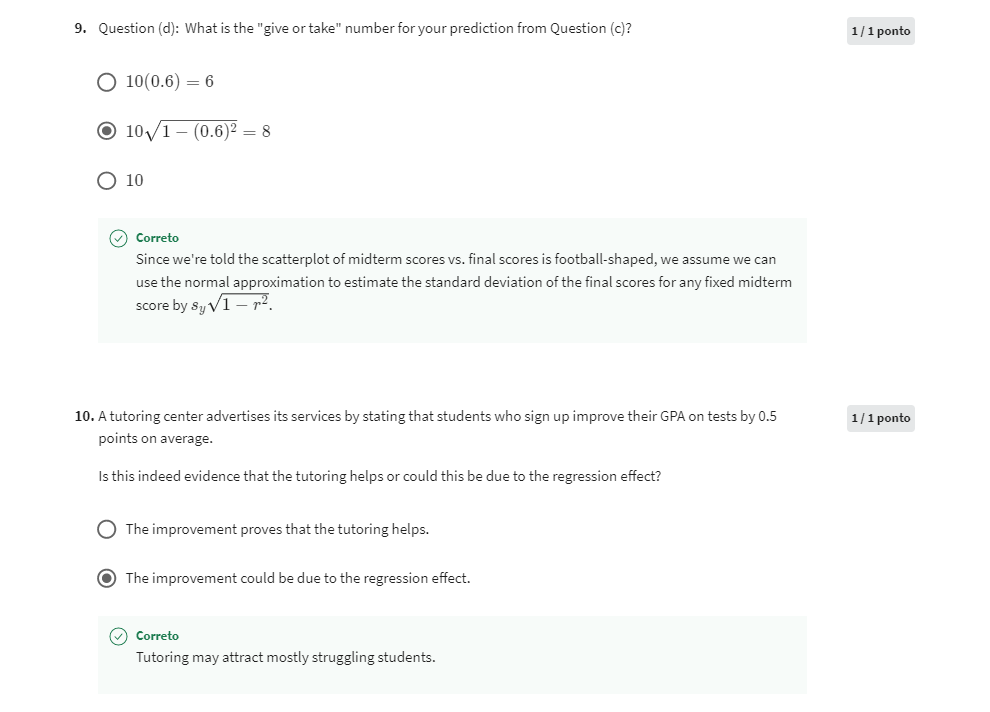 9. Question (d): What is the "give or take" number for your prediction from Question (c)?
1 / 1 ponto
10(0.6) = 6
10√1 − (0.6)² = 8
10
Correto
Since we're told the scatterplot of midterm scores vs. final scores is football-shaped, we assume we can
use the normal approximation to estimate the standard deviation of the final scores for any fixed midterm
score by s_y√1 − r².
10. A tutoring center advertises its services by stating that students who sign up improve their GPA on tests by 0.5
1 / 1 ponto
points on average.
Is this indeed evidence that the tutoring helps or could this be due to the regression effect?
The improvement proves that the tutoring helps.
The improvement could be due to the regression effect.
Correto
Tutoring may attract mostly struggling students.